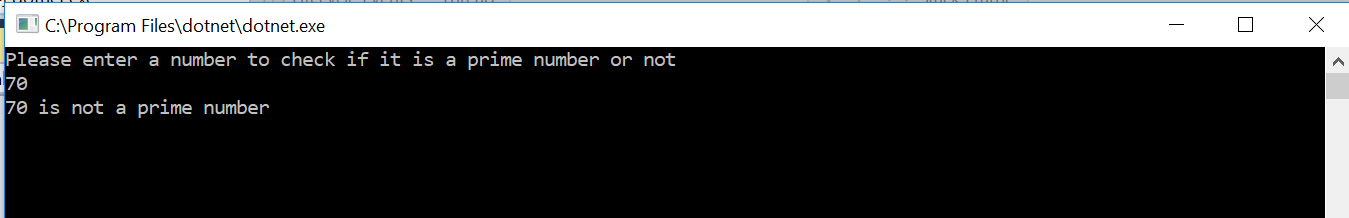 C:\Program Files\dotnet\dotnet.exe
Please enter a number to check if it is a prime number or not
70
70 is not a prime number